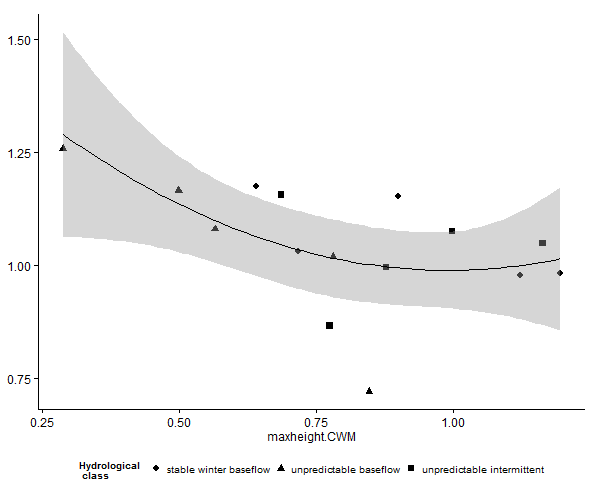 1.50
1.25
1.00
0.75
0.25 0.50 0.75 1.00
maxheight.CWM
Hydrological
class
stable winter baseflow unpredictable baseflow unpredictable intermittent